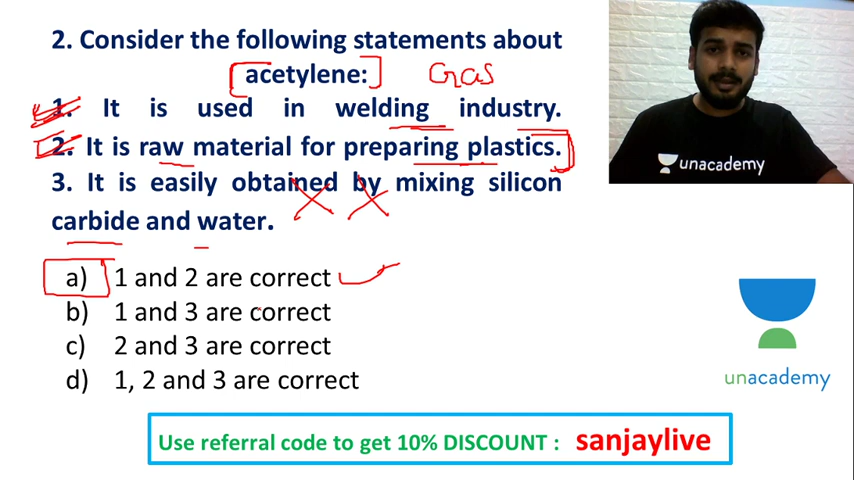 2. Consider the following statements about
acetylene: Gas
1. It is used in welding industry.
2. It is raw material for preparing plastics.
3. It is easily obtained by mixing silicon
carbide and water.
a) 1 and 2 are correct
b) 1 and 3 are correct
c) 2 and 3 are correct
d) 1, 2 and 3 are correct
unacademy
unacademy
Use referral code to get 10% DISCOUNT : sanjaylive